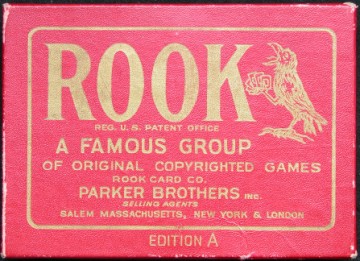 ROOK
REG. U.S. PATENT OFFICE
A FAMOUS GROUP
OF ORIGINAL COPYRIGHTED GAMES
ROOK CARD CO.
PARKER BROTHERS INC.
SELLING AGENTS
SALEM MASSACHUSETTS, NEW YORK & LONDON
EDITION A